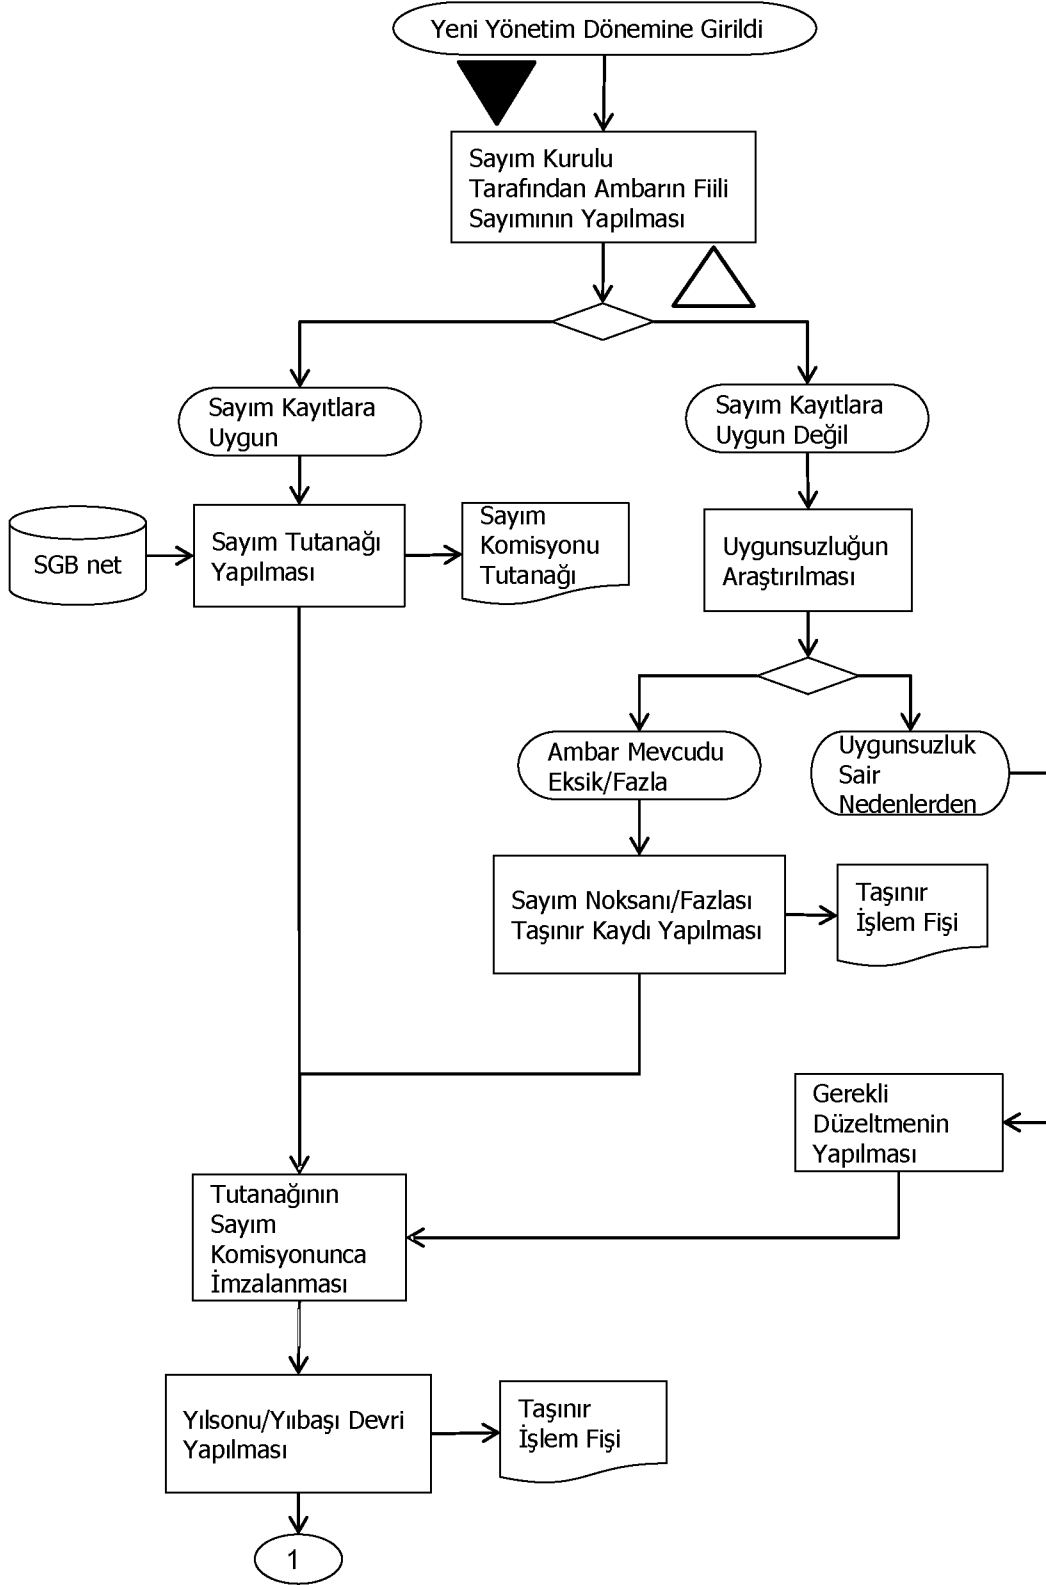 Yeni Yönetim Dönemine Girildi
Sayım Kurulu
Tarafından Ambarın Fiili
Sayımının Yapılması
Sayım Kayıtlara
Uygun
Sayım Kayıtlara
Uygun Değil
SGB net
Sayım Tutanağı
Yapılması
Sayım
Komisyonu
Tutanağı
Uygunsuzluğun
Araştırılması
Ambar Mevcudu
Eksik/Fazla
Uygunsuzluk
Sair
Nedenlerden
Sayım Noksanı/Fazlası
Taşınır Kaydı Yapılması
Taşınır
İşlem Fişi
Gerekli
Düzeltmenin
Yapılması
Tutanağının
Sayım
Komisyonunca
İmzalanması
Yılsonu/Yıibaşı Devri
Yapılması
Taşınır
İşlem Fişi
1